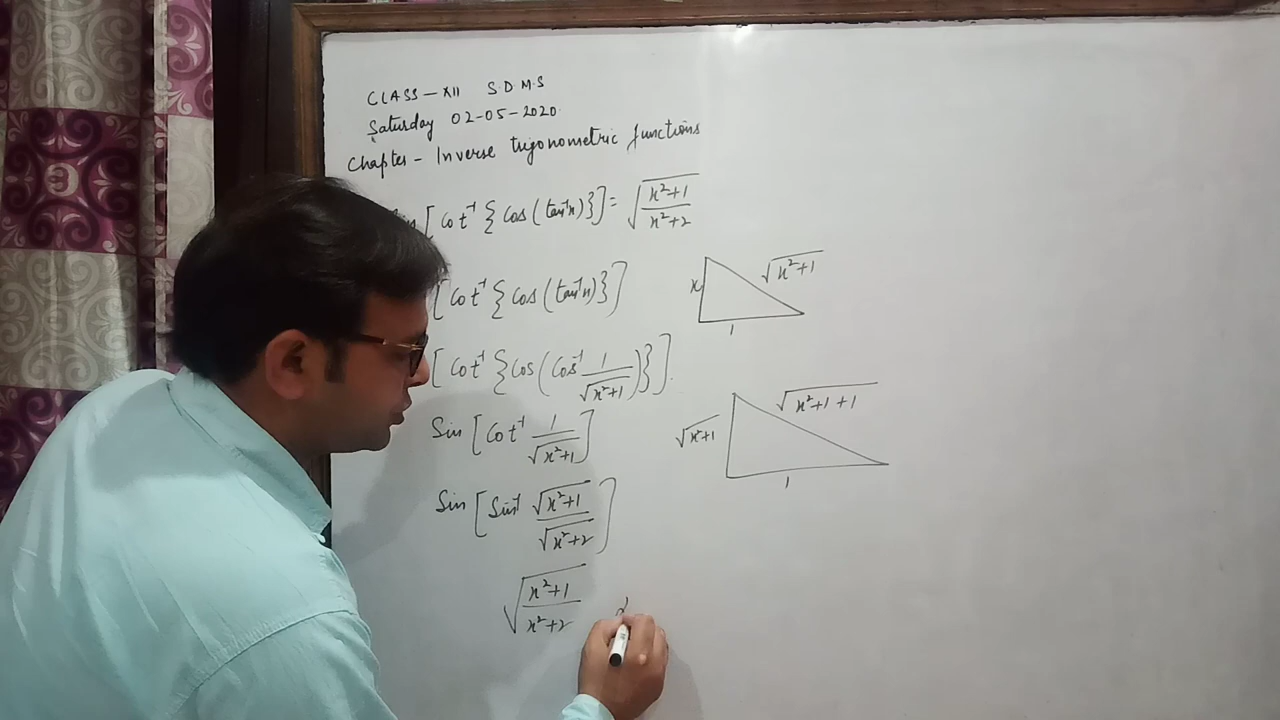 CLASS-XII S.D.M.S
Saturday 02-05-2020.
Chapter- Inverse trigonometric functions
[Cot⁻¹{Cos(tan⁻¹x)}] = √((x²+1)/(x²+2))
[Cot⁻¹{Cos(tan⁻¹x)}]
x √(x²+1)
1
[Cot⁻¹{Cos(Cos⁻¹ 1/√(x²+1))}].
√(x²+1+1)
Sin[Cot⁻¹ 1/√(x²+1)]
√(x²+1)
1
Sin[Sin⁻¹ √(x²+1)/√(x²+2)]
√((x²+1)/(x²+2))